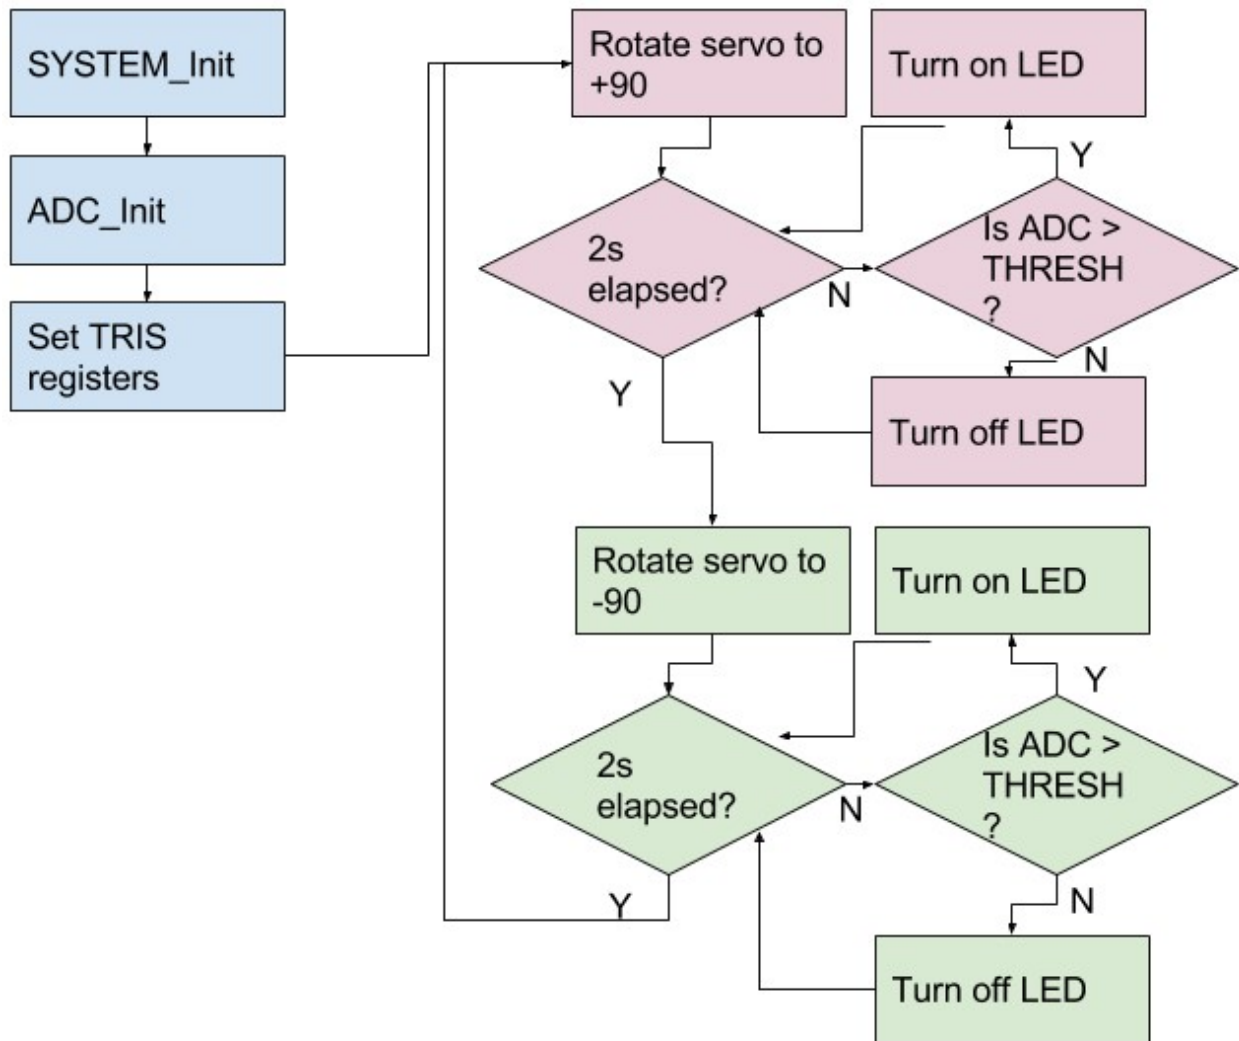 SYSTEM_Init
ADC_Init
Set TRIS
registers
Rotate servo to
+90
Turn on LED
Y
2s
elapsed?
N
Is ADC >
THRESH
?
N
Y
Turn off LED
Rotate servo to
-90
Turn on LED
Y
2s
elapsed?
N
Is ADC >
THRESH
?
Y
N
Turn off LED